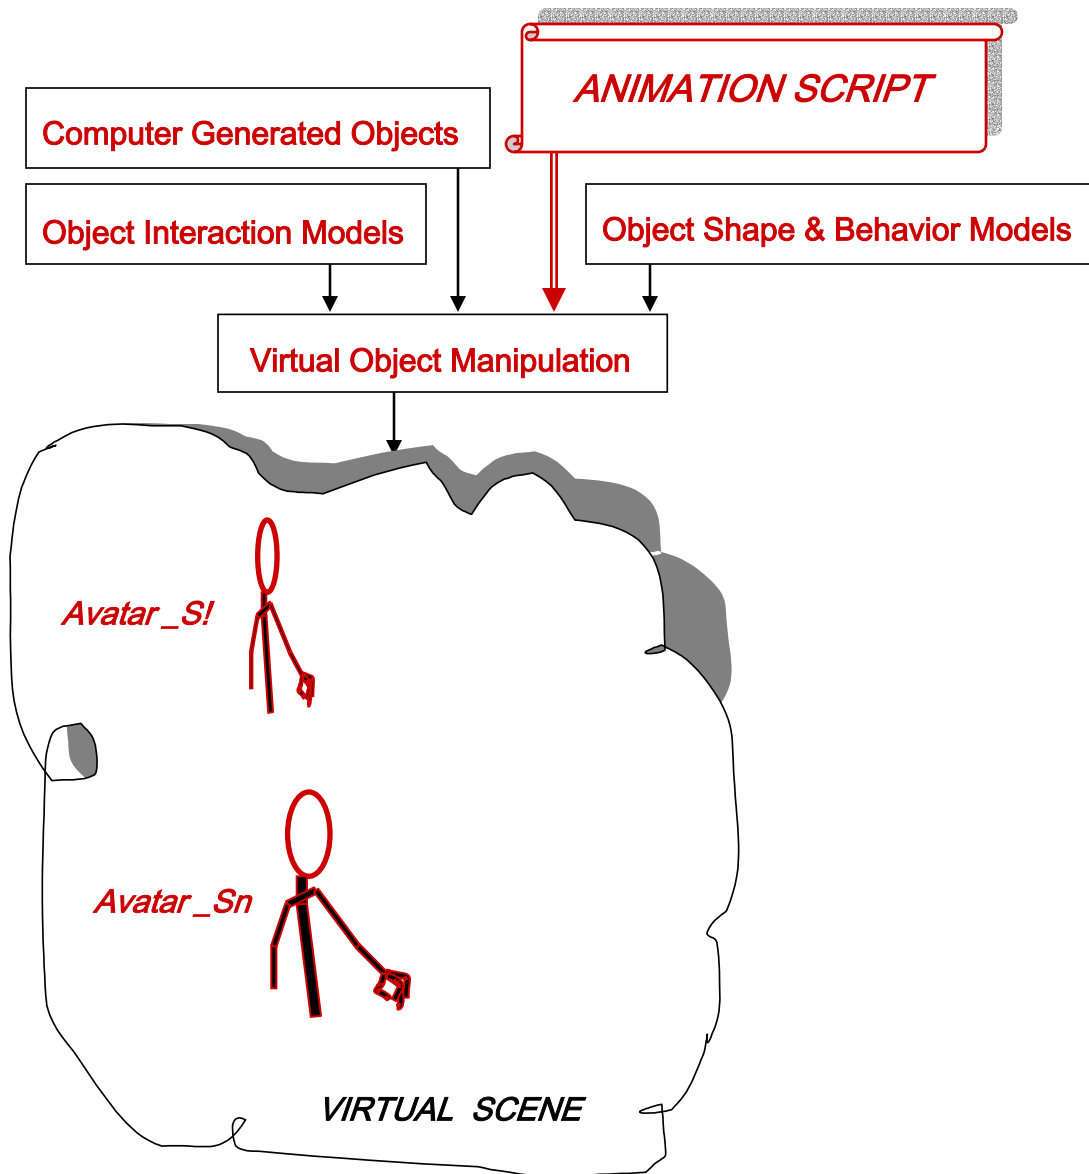 ANIMATION SCRIPT
Computer Generated Objects
Object Interaction Models
Object Shape & Behavior Models
Virtual Object Manipulation
Avatar_S!
Avatar_Sn
VIRTUAL SCENE